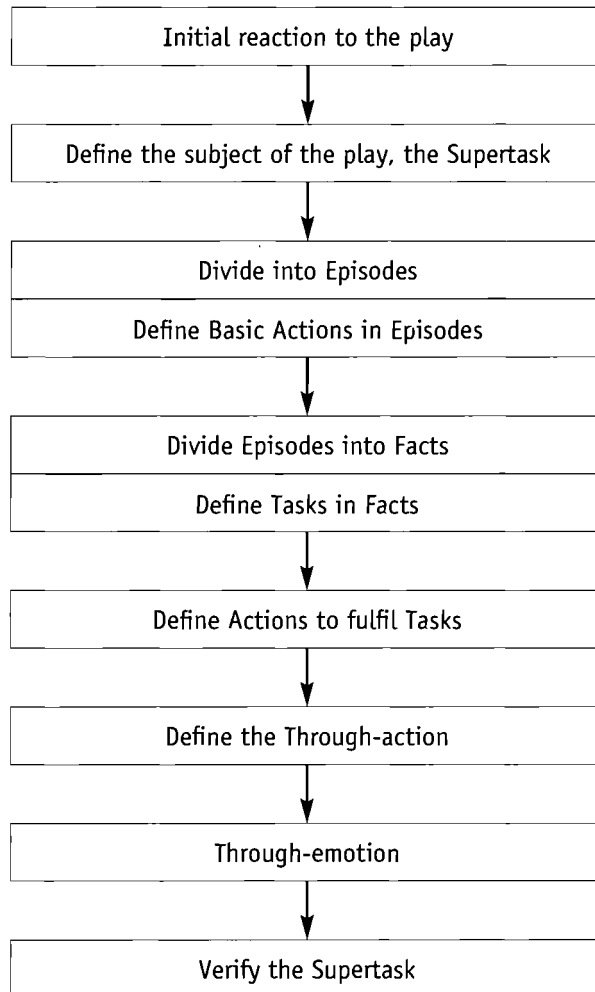 Initial reaction to the play
Define the subject of the play, the Supertask
Divide into Episodes
Define Basic Actions in Episodes
Divide Episodes into Facts
Define Tasks in Facts
Define Actions to fulfil Tasks
Define the Through-action
Through-emotion
Verify the Supertask